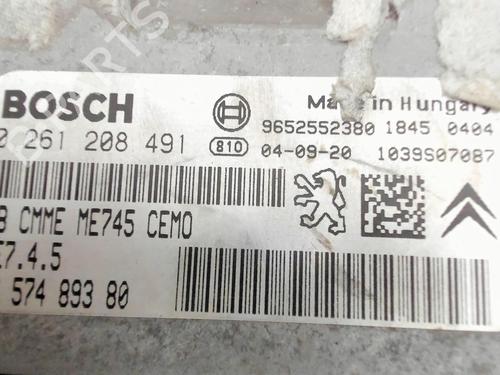 BOSCH
Made in Hungary
0 261 208 491
9652552380 1845 0404
810
04-09-20 1039S07087
CMME ME745 CEMO
7.4.5
574 893 80